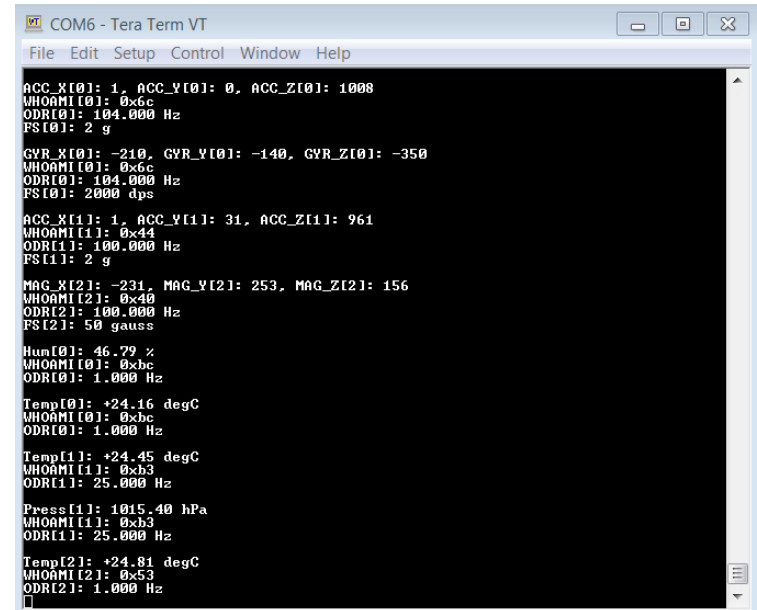 COM6 - Tera Term VT
File Edit Setup Control Window Help
ACC_X[0]: 1, ACC_Y[0]: 0, ACC_Z[0]: 1008
WHOAMI[0]: 0x6c
ODR[0]: 104.000 Hz
FS[0]: 2 g
GYR_X[0]: -210, GYR_Y[0]: -140, GYR_Z[0]: -350
WHOAMI[0]: 0x6c
ODR[0]: 104.000 Hz
FS[0]: 2000 dps
ACC_X[1]: 1, ACC_Y[1]: 31, ACC_Z[1]: 961
WHOAMI[1]: 0x44
ODR[1]: 100.000 Hz
FS[1]: 2 g
MAG_X[2]: -231, MAG_Y[2]: 253, MAG_Z[2]: 156
WHOAMI[2]: 0x40
ODR[2]: 100.000 Hz
FS[2]: 50 gauss
Hum[0]: 46.79 %
WHOAMI[0]: 0xbc
ODR[0]: 1.000 Hz
Temp[0]: +24.16 degC
WHOAMI[0]: 0xbc
ODR[0]: 1.000 Hz
Temp[1]: +24.45 degC
WHOAMI[1]: 0xb3
ODR[1]: 25.000 Hz
Press[1]: 1015.40 hPa
WHOAMI[1]: 0xb3
ODR[1]: 25.000 Hz
Temp[2]: +24.81 degC
WHOAMI[2]: 0x53
ODR[2]: 1.000 Hz